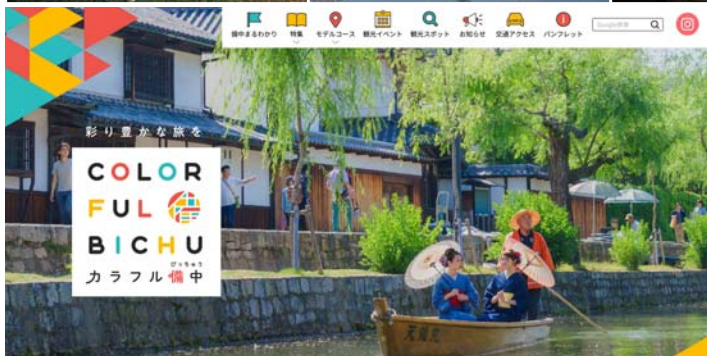 備中まるわかり
特集
モデルコース
観光イベント
観光スポット
お知らせ
交通アクセス
パンフレット
Google検索
彩り豊かな旅を
COLOR
FUL
BICHU
びっちゅう
カラフル備中